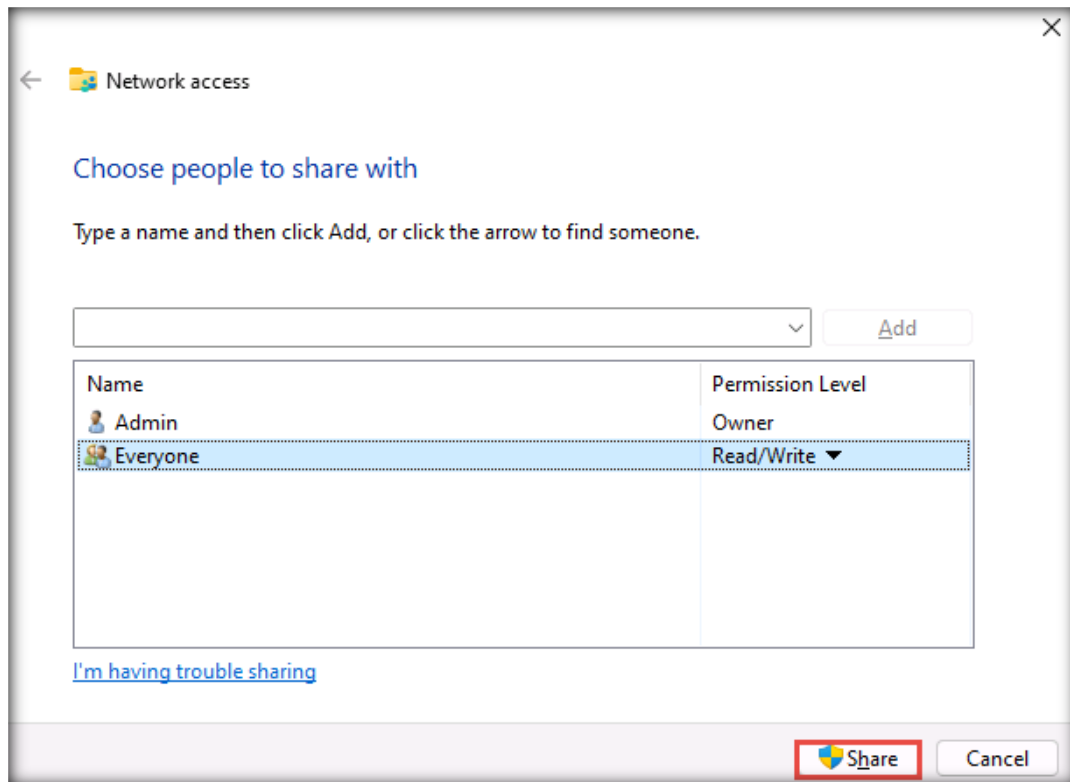 Network access
Choose people to share with
Type a name and then click Add, or click the arrow to find someone.
Add
Name Permission Level
Admin Owner
Everyone Read/Write
I'm having trouble sharing
Share Cancel